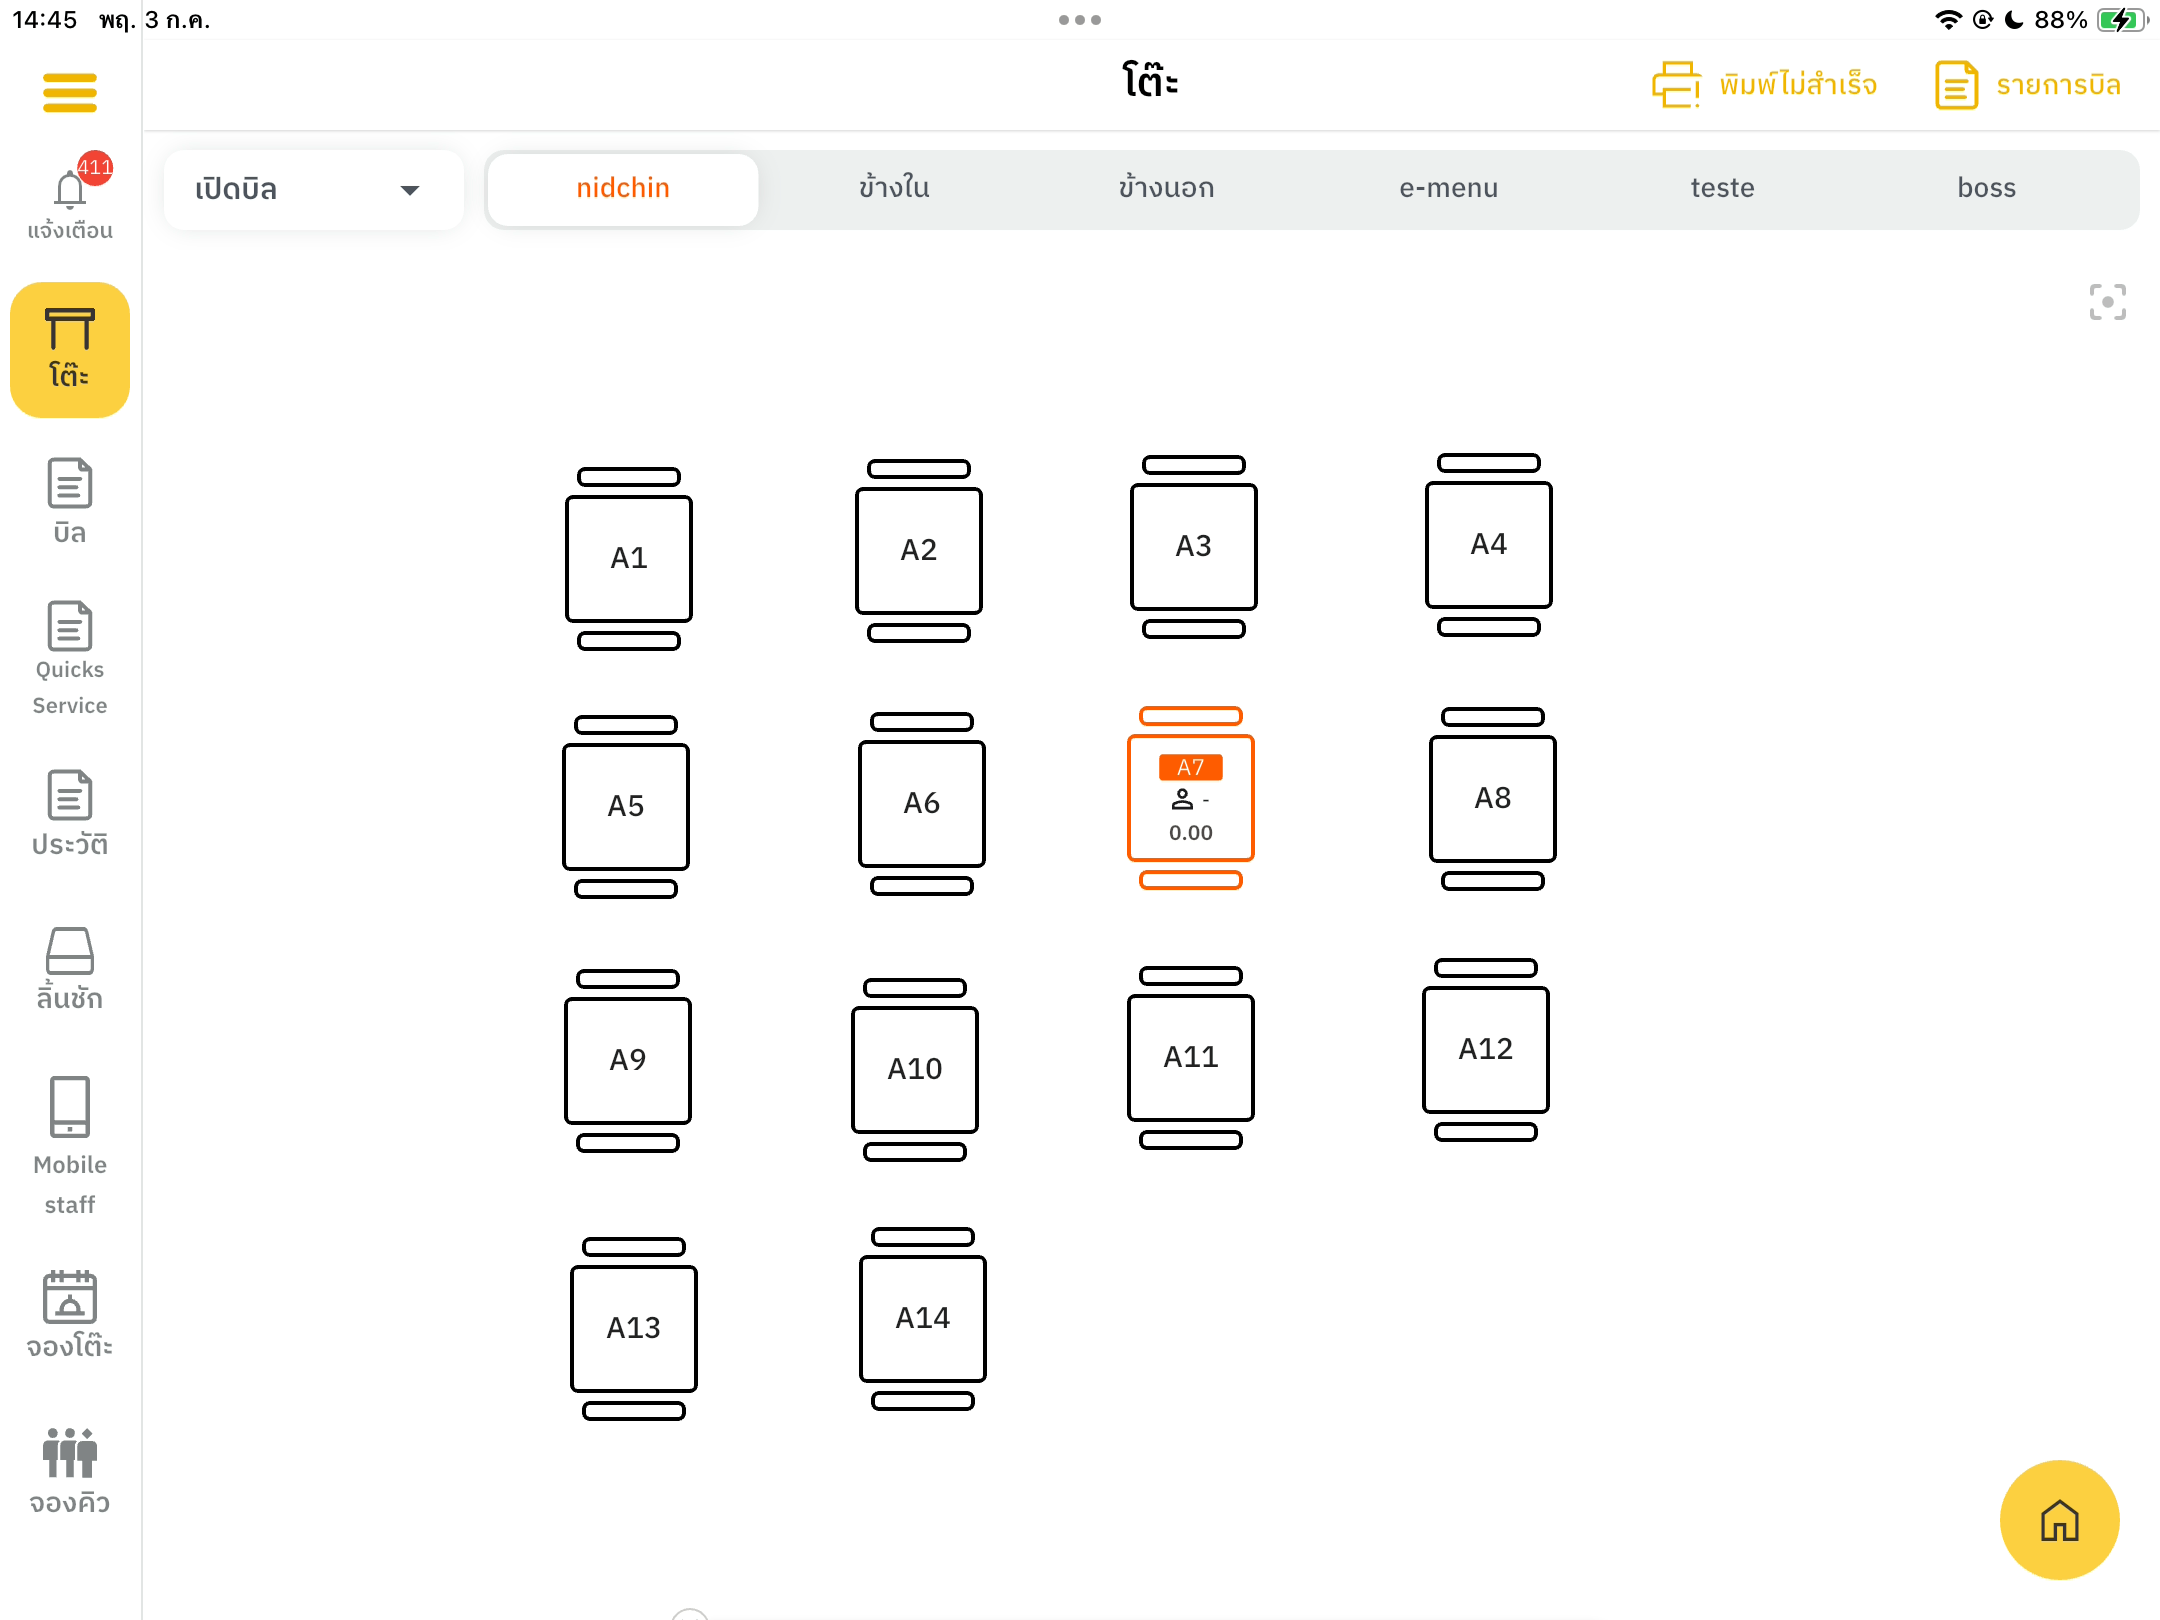 14:45 พฤ. 3 ก.ค.
88%
โต๊ะ
พิมพ์ไม่สำเร็จ
รายการบิล
411
แจ้งเตือน
เปิดบิล
nidchin
ข้างใน
ข้างนอก
e-menu
teste
boss
โต๊ะ
บิล
Quicks
Service
ประวัติ
ลิ้นชัก
Mobile
staff
จองโต๊ะ
จองคิว
A1
A2
A3
A4
A5
A6
A7
-
0.00
A8
A9
A10
A11
A12
A13
A14